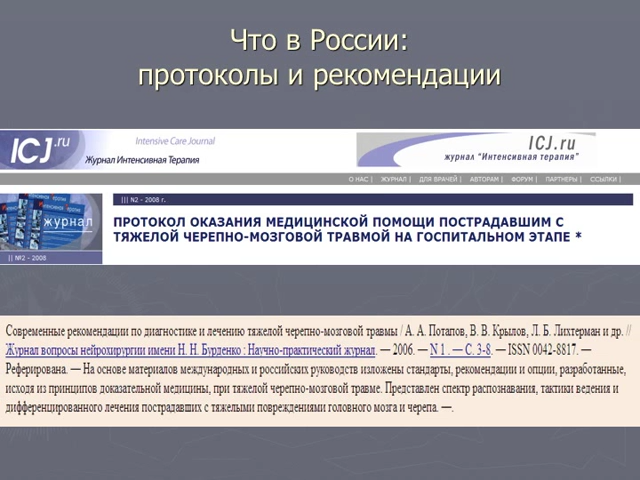 Что в России:
протоколы и рекомендации
ICJ.ru
Intensive Care Journal
Журнал Интенсивная Терапия
ICJ.ru
журнал "Интенсивная терапия"
О НАС | ЖУРНАЛ | ДЛЯ ВРАЧЕЙ | АВТОРАМ | ФОРУМ | ПАРТНЕРЫ | ССЫЛКИ |
журнал
|| №2 - 2008
||| N2 - 2008 г.
ПРОТОКОЛ ОКАЗАНИЯ МЕДИЦИНСКОЙ ПОМОЩИ ПОСТРАДАВШИМ С
ТЯЖЕЛОЙ ЧЕРЕПНО-МОЗГОВОЙ ТРАВМОЙ НА ГОСПИТАЛЬНОМ ЭТАПЕ *
Современные рекомендации по диагностике и лечению тяжелой черепно-мозговой травмы / А. А. Потапов, В. В. Крылов, Л. Б. Лихтерман и др. //
Журнал вопросы нейрохирургии имени Н. Н. Бурденко : Научно-практический журнал. — 2006. — N 1 . — С. 3-8. — ISSN 0042-8817. —
Реферирована. — На основе материалов международных и российских руководств изложены стандарты, рекомендации и опции, разработанные,
исходя из принципов доказательной медицины, при тяжелой черепно-мозговой травме. Представлен спектр распознавания, тактики ведения и
дифференцированного лечения пострадавших с тяжелыми повреждениями головного мозга и черепа. —.